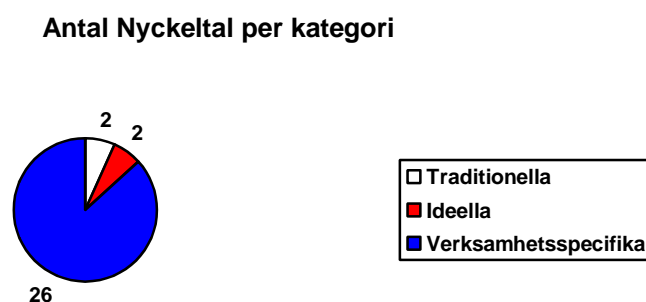 Antal Nyckeltal per kategori
2
2
26
Traditionella
Ideella
Verksamhetsspecifika